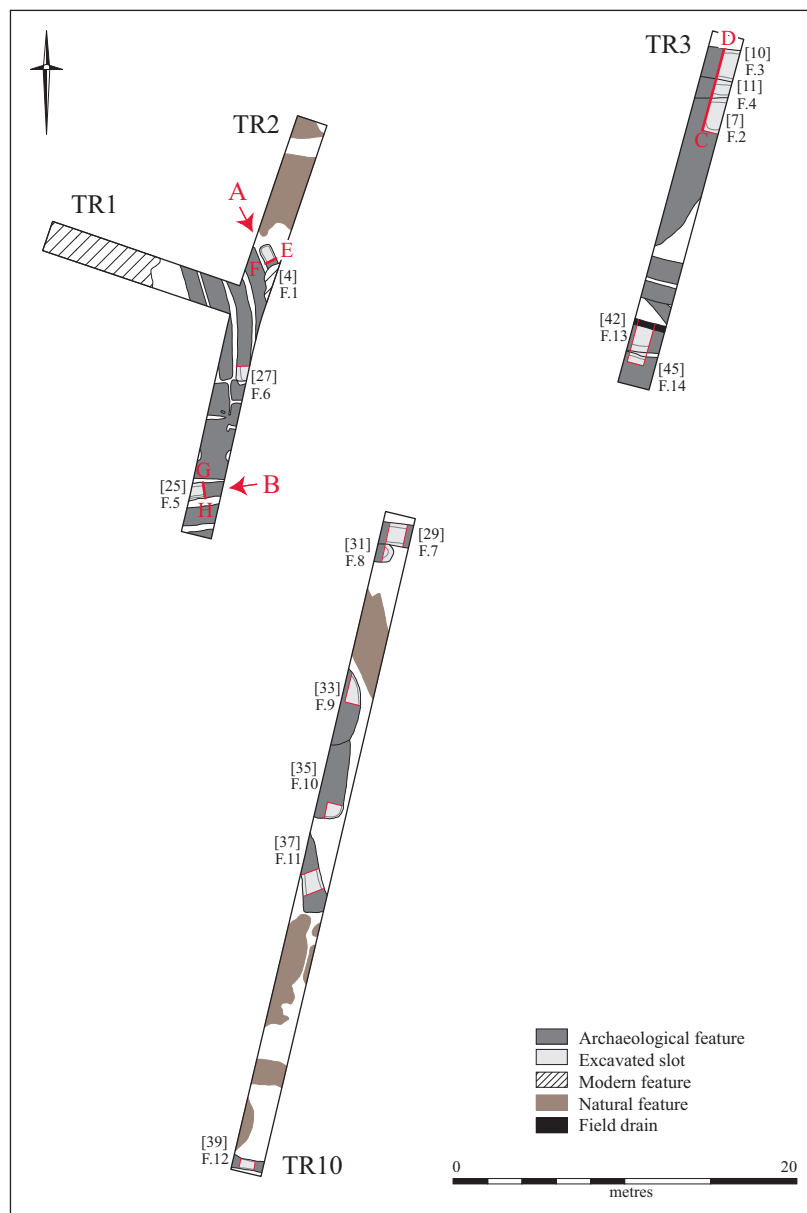 TR3
D
[10]
F.3
[11]
F.4
[7]
F.2
C
TR2
A
TR1
E
F
[4]
F.1
[42]
F.13
[45]
F.14
[27]
F.6
G
[25]
F.5
B
H
[31]
F.8
[29]
F.7
[33]
F.9
[35]
F.10
[37]
F.11
Archaeological feature
Excavated slot
Modern feature
Natural feature
Field drain
[39]
F.12
TR10
0 20
metres